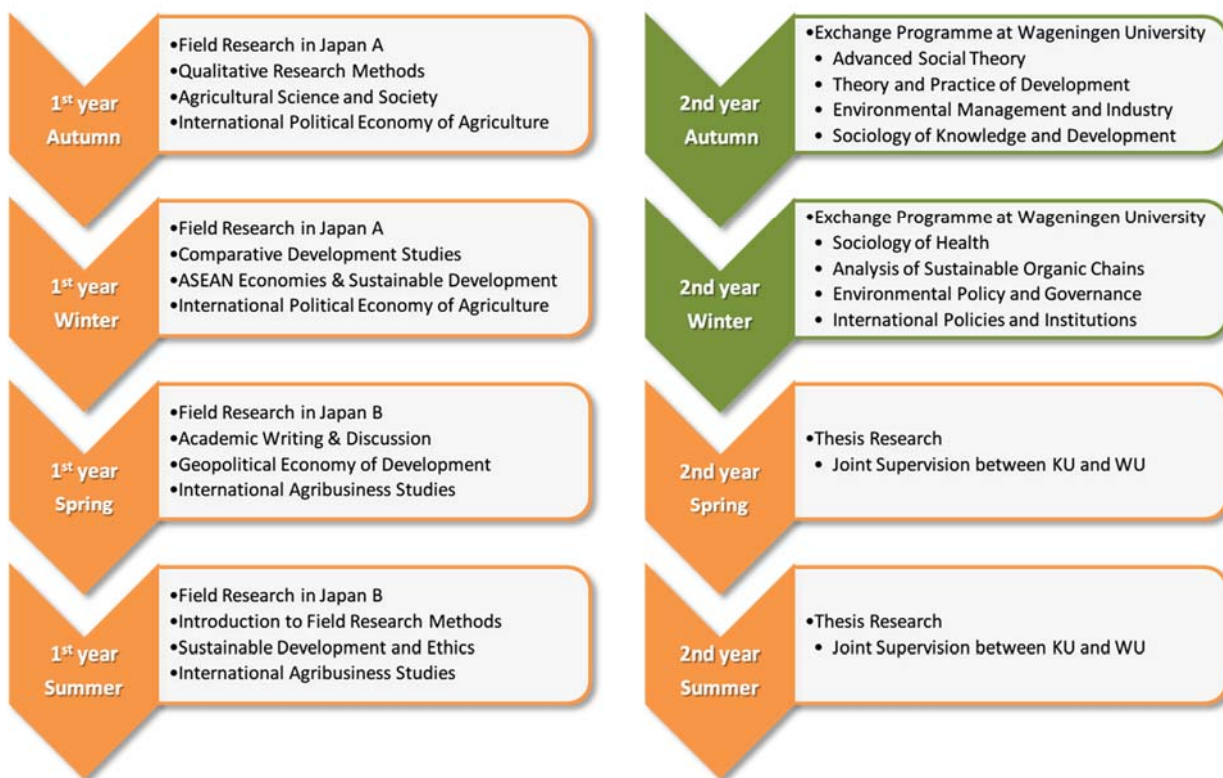 1st year
Autumn
•Field Research in Japan A
•Qualitative Research Methods
•Agricultural Science and Society
•International Political Economy of Agriculture
1st year
Winter
•Field Research in Japan A
•Comparative Development Studies
•ASEAN Economies & Sustainable Development
•International Political Economy of Agriculture
1st year
Spring
•Field Research in Japan B
•Academic Writing & Discussion
•Geopolitical Economy of Development
•International Agribusiness Studies
1st year
Summer
•Field Research in Japan B
•Introduction to Field Research Methods
•Sustainable Development and Ethics
•International Agribusiness Studies
2nd year
Autumn
•Exchange Programme at Wageningen University
• Advanced Social Theory
• Theory and Practice of Development
• Environmental Management and Industry
• Sociology of Knowledge and Development
2nd year
Winter
•Exchange Programme at Wageningen University
• Sociology of Health
• Analysis of Sustainable Organic Chains
• Environmental Policy and Governance
• International Policies and Institutions
2nd year
Spring
•Thesis Research
• Joint Supervision between KU and WU
2nd year
Summer
•Thesis Research
• Joint Supervision between KU and WU